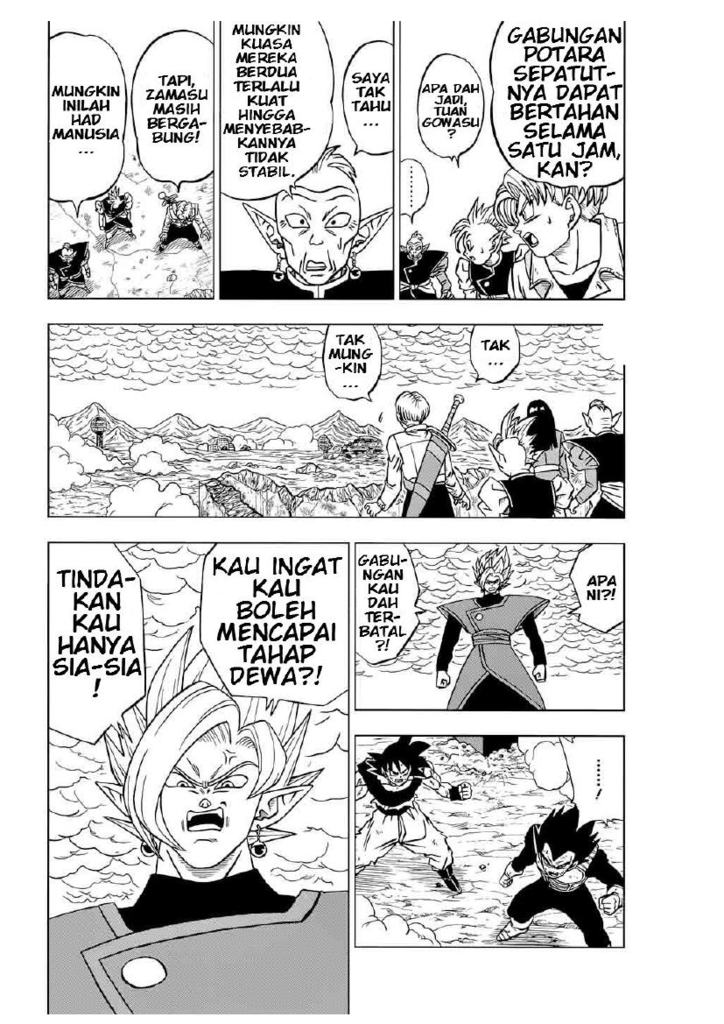 GABUNGAN
POTARA
SEPATUT-
NYA DAPAT
BERTAHAN
SELAMA
SATU JAM,
KAN?
APA DAH
JADI,
TUAN
GOWASU
?
......
SAYA
TAK
TAHU
...
MUNGKIN
KUASA
MEREKA
BERDUA
TERLALU
KUAT HINGGA
MENYEBAB-
KANNYA
TIDAK
STABIL.
TAPI,
ZAMASU
MASIH
BERGA-
BUNG!
MUNGKIN
INILAH
HAD
MANUSIA
...
TAK
...
TAK
MUNG-
KIN
...
APA
NI?!
GABU-
NGAN
KAU
DAH
TER-
BATAL
?!
......!
KAU INGAT
KAU
BOLEH
MENCAPAI
TAHAP
DEWA?!
TINDA-
KAN
KAU
HANYA
SIA-SIA
!